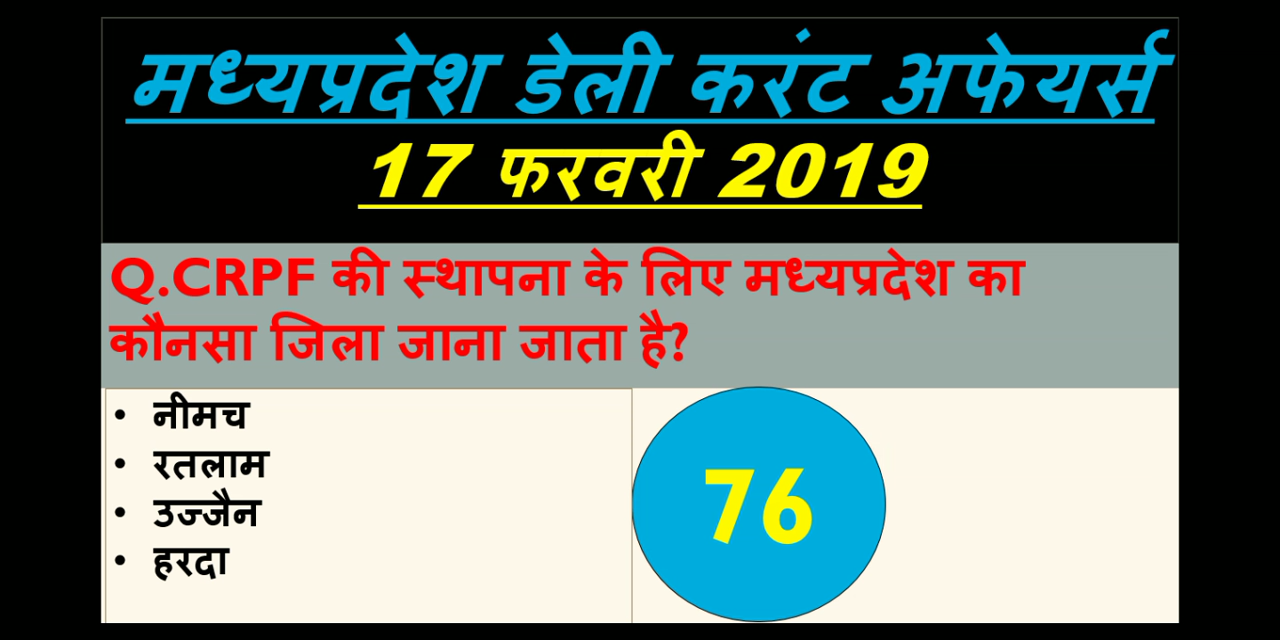 मध्यप्रदेश डेली करंट अफेयर्स
17 फरवरी 2019
Q.CRPF की स्थापना के लिए मध्यप्रदेश का
कौनसा जिला जाना जाता है?
• नीमच
• रतलाम
• उज्जैन
• हरदा
76